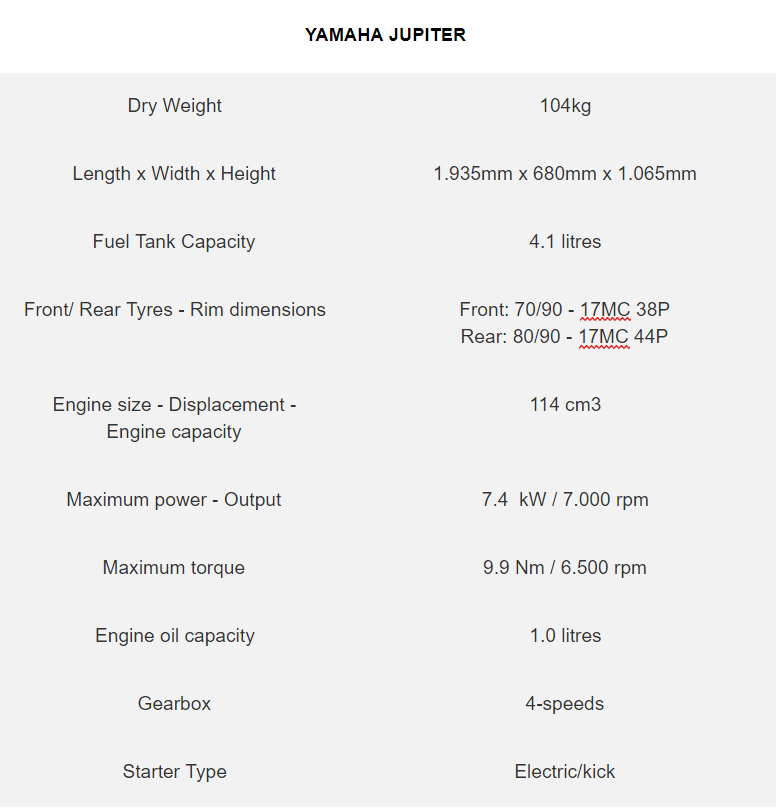 YAMAHA JUPITER
Dry Weight 104kg
Length x Width x Height 1.935mm x 680mm x 1.065mm
Fuel Tank Capacity 4.1 litres
Front/ Rear Tyres - Rim dimensions Front: 70/90 - 17MC 38P
Rear: 80/90 - 17MC 44P
Engine size - Displacement - 114 cm3
Engine capacity
Maximum power - Output 7.4  kW / 7.000 rpm
Maximum torque 9.9 Nm / 6.500 rpm
Engine oil capacity 1.0 litres
Gearbox 4-speeds
Starter Type Electric/kick